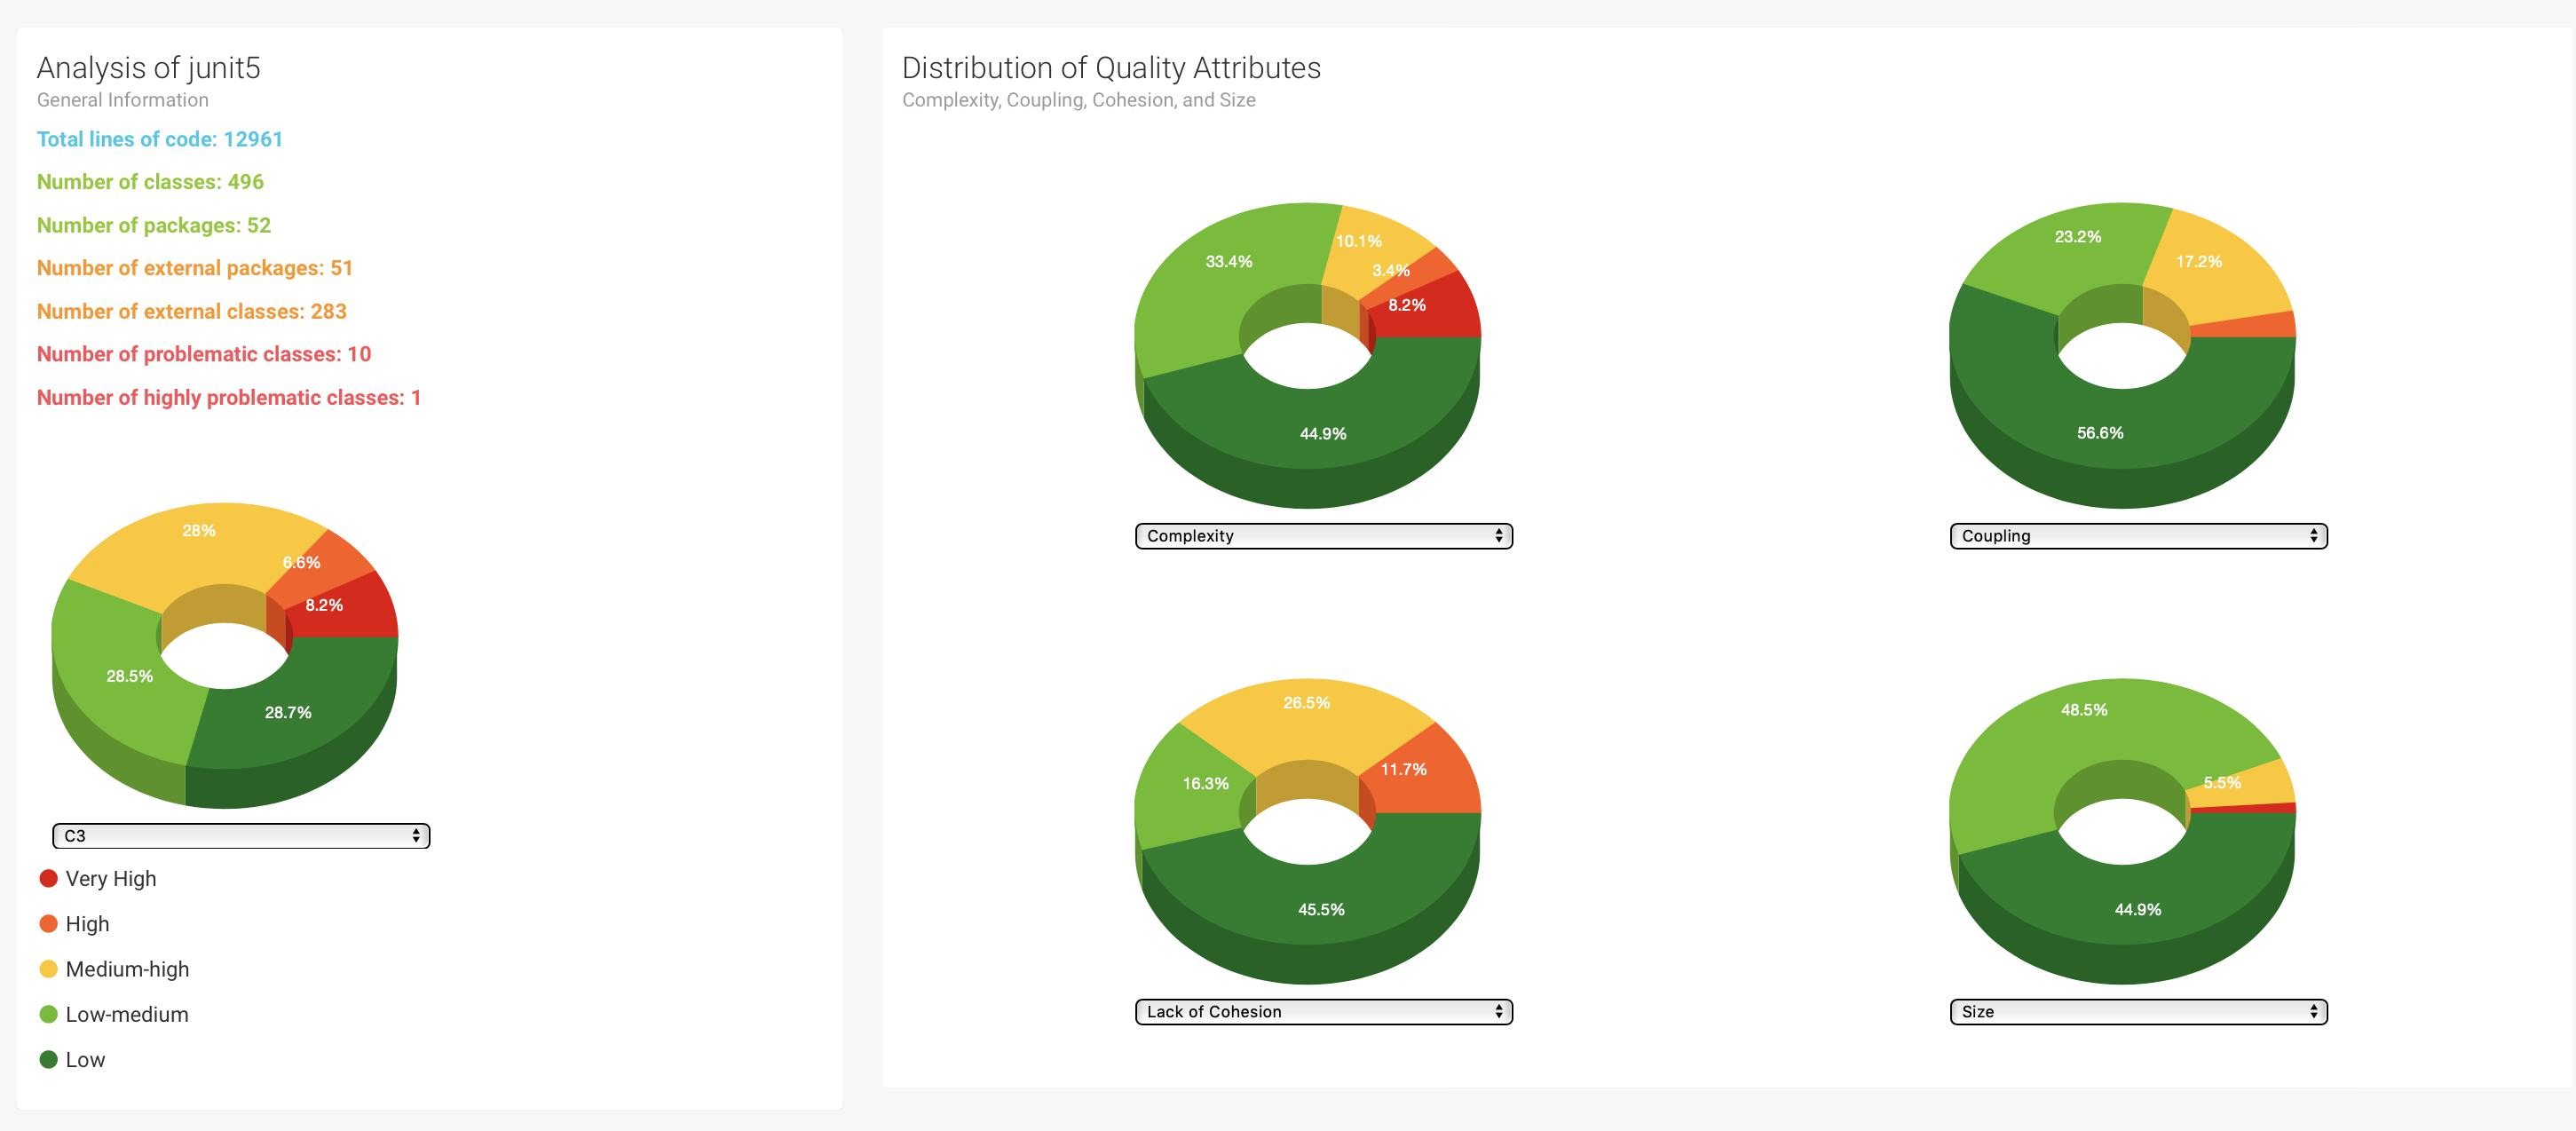 Analysis of junit5
General Information
Total lines of code: 12961
Number of classes: 496
Number of packages: 52
Number of external packages: 51
Number of external classes: 283
Number of problematic classes: 10
Number of highly problematic classes: 1
28%
6.6%
8.2%
28.5%
28.7%
C3
Very High
High
Medium-high
Low-medium
Low
Distribution of Quality Attributes
Complexity, Coupling, Cohesion, and Size
10.1%
33.4%
3.4%
8.2%
44.9%
Complexity
23.2%
17.2%
56.6%
Coupling
26.5%
11.7%
16.3%
45.5%
Lack of Cohesion
48.5%
5.5%
44.9%
Size